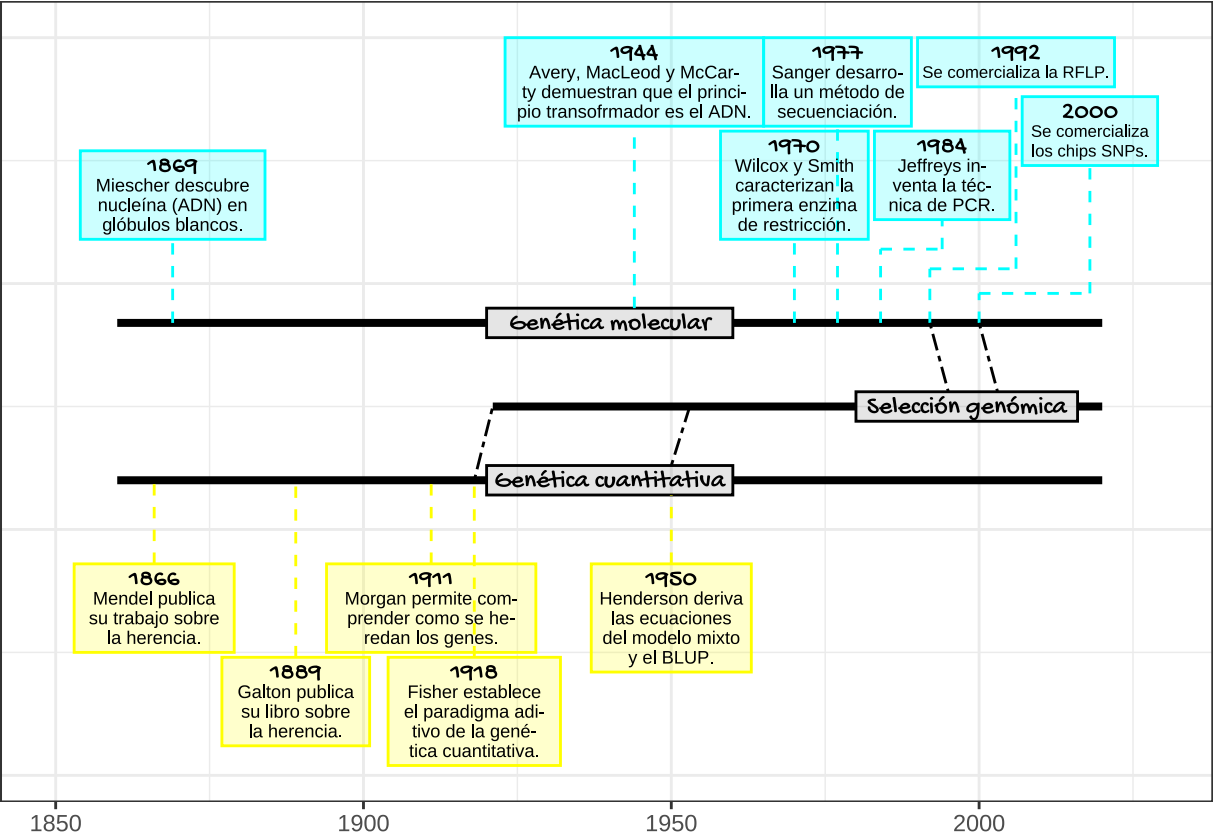 1944
Avery, MacLeod y McCar-
ty demuestran que el princi-
pio transofrmador es el ADN.
1977
Sanger desarro-
lla un método de
secuenciación.
1992
Se comercializa la RFLP.
2000
Se comercializa
los chips SNPs.
1869
Miescher descubre
nucleína (ADN) en
glóbulos blancos.
1970
Wilcox y Smith
caracterizan la
primera enzima
de restricción.
1984
Jeffreys in-
venta la téc-
nica de PCR.
Genética molecular
Selección genómica
Genética cuantitativa
1866
Mendel publica
su trabajo sobre
la herencia.
1911
Morgan permite com-
prender como se he-
redan los genes.
1950
Henderson deriva
las ecuaciones
del modelo mixto
y el BLUP.
1889
Galton publica
su libro sobre
la herencia.
1918
Fisher establece
el paradigma adi-
tivo de la gené-
tica cuantitativa.
1850
1900
1950
2000